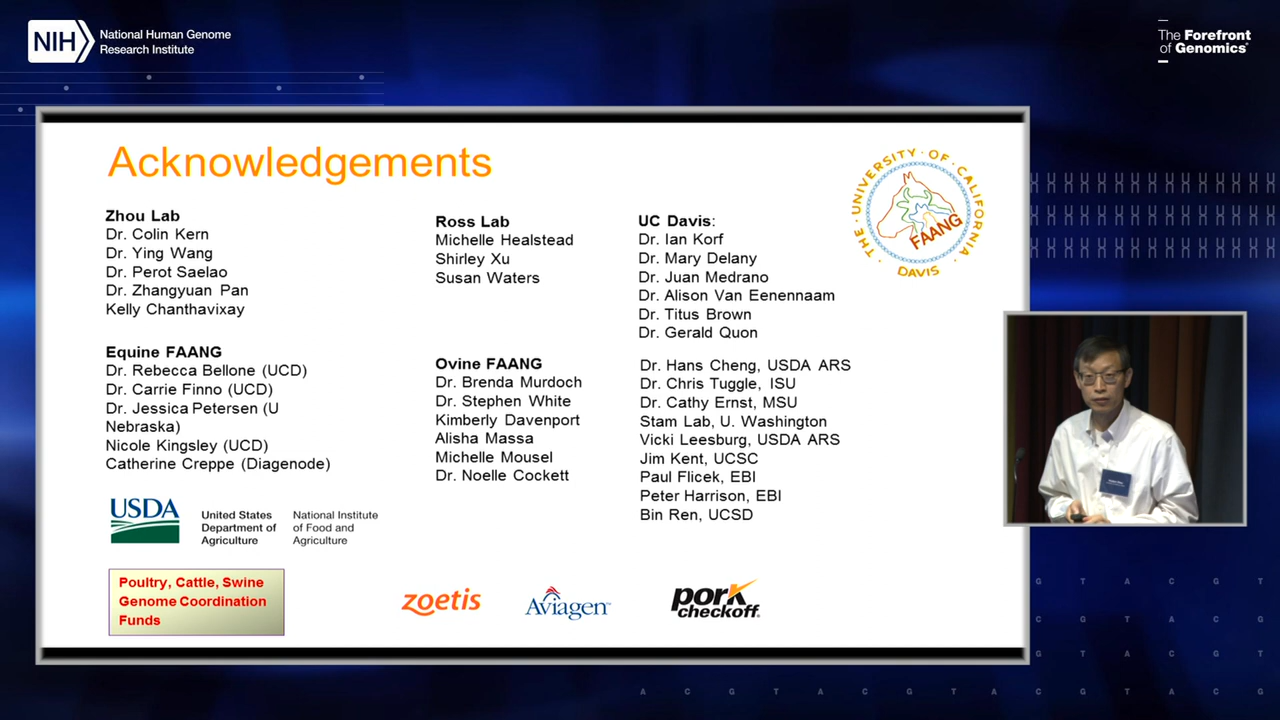 NIH National Human Genome
Research Institute
The Forefront
of Genomics®
Acknowledgements
Zhou Lab
Dr. Colin Kern
Dr. Ying Wang
Dr. Perot Saelao
Dr. Zhangyuan Pan
Kelly Chanthavixay
Equine FAANG
Dr. Rebecca Bellone (UCD)
Dr. Carrie Finno (UCD)
Dr. Jessica Petersen (U
Nebraska)
Nicole Kingsley (UCD)
Catherine Creppe (Diagenode)
Ross Lab
Michelle Healstead
Shirley Xu
Susan Waters
Ovine FAANG
Dr. Brenda Murdoch
Dr. Stephen White
Kimberly Davenport
Alisha Massa
Michelle Mousel
Dr. Noelle Cockett
UC Davis:
Dr. Ian Korf
Dr. Mary Delany
Dr. Juan Medrano
Dr. Alison Van Eenennaam
Dr. Titus Brown
Dr. Gerald Quon
Dr. Hans Cheng, USDA ARS
Dr. Chris Tuggle, ISU
Dr. Cathy Ernst, MSU
Stam Lab, U. Washington
Vicki Leesburg, USDA ARS
Jim Kent, UCSC
Paul Flicek, EBI
Peter Harrison, EBI
Bin Ren, UCSD
THE · UNIVERSITY · OF · CALIFORNIA
· DAVIS ·
FAANG
USDA
United States
Department of
Agriculture
National Institute
of Food and
Agriculture
Poultry, Cattle, Swine
Genome Coordination
Funds
zoetis
Aviagen™
pork
checkoff®
G T A C G T
C G T A C G
G T A C G T
A C G T A C G T A C G T A C G